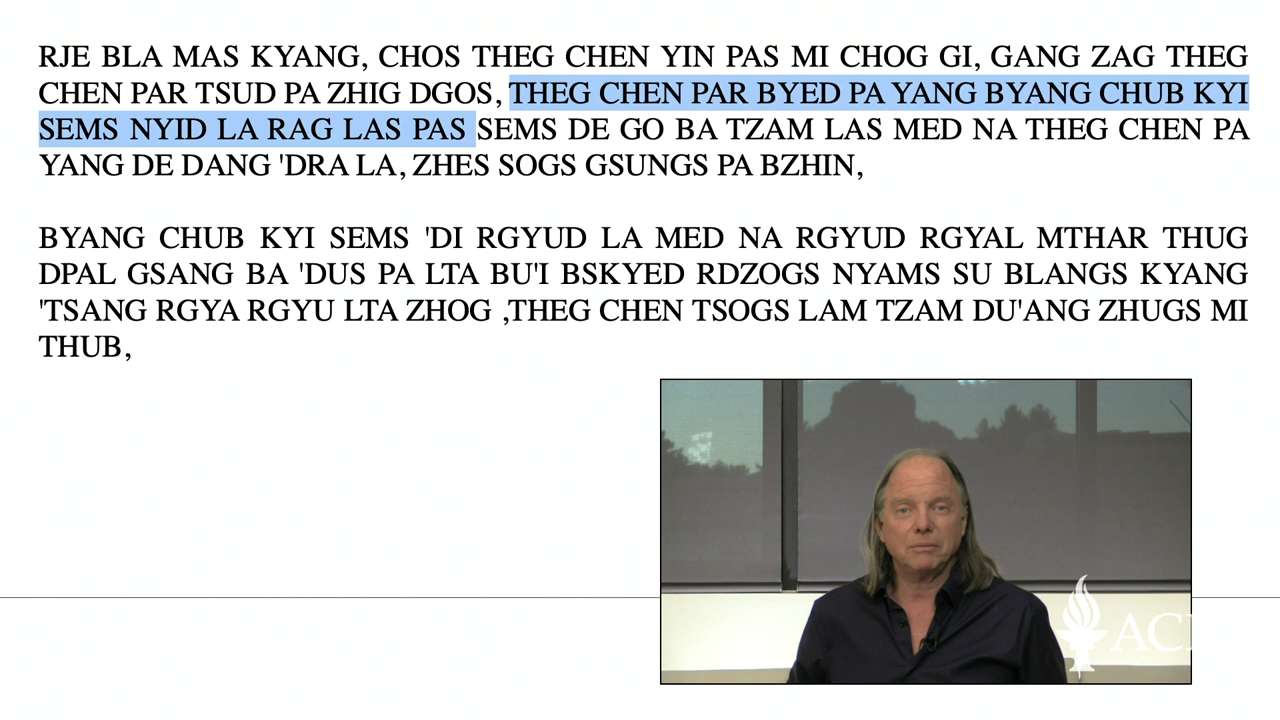 RJE BLA MAS KYANG, CHOS THEG CHEN YIN PAS MI CHOG GI, GANG ZAG THEG
CHEN PAR TSUD PA ZHIG DGOS, THEG CHEN PAR BYED PA YANG BYANG CHUB KYI
SEMS NYID LA RAG LAS PAS SEMS DE GO BA TZAM LAS MED NA THEG CHEN PA
YANG DE DANG 'DRA LA, ZHES SOGS GSUNGS PA BZHIN,
BYANG CHUB KYI SEMS 'DI RGYUD LA MED NA RGYUD RGYAL MTHAR THUG
DPAL GSANG BA 'DUS PA LTA BU'I BSKYED RDZOGS NYAMS SU BLANGS KYANG
'TSANG RGYA RGYU LTA ZHOG ,THEG CHEN TSOGS LAM TZAM DU'ANG ZHUGS MI
THUB,